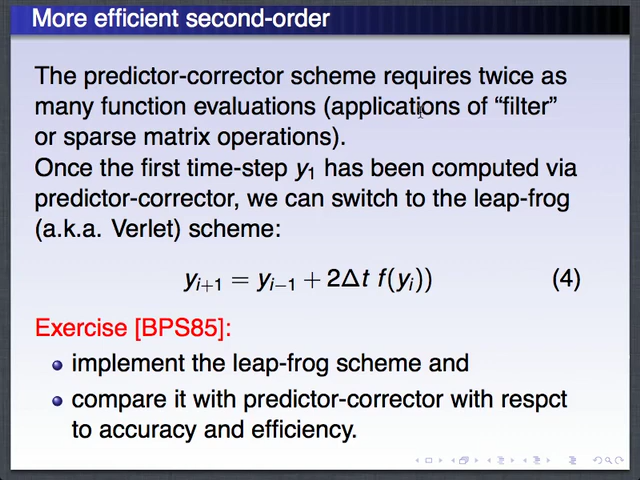 More efficient second-order
The predictor-corrector scheme requires twice as
many function evaluations (applications of “filter”
or sparse matrix operations).
Once the first time-step y₁ has been computed via
predictor-corrector, we can switch to the leap-frog
(a.k.a. Verlet) scheme:
yᵢ₊₁ = yᵢ₋₁ + 2Δt f(yᵢ)) (4)
Exercise [BPS85]:
implement the leap-frog scheme and
compare it with predictor-corrector with respct
to accuracy and efficiency.